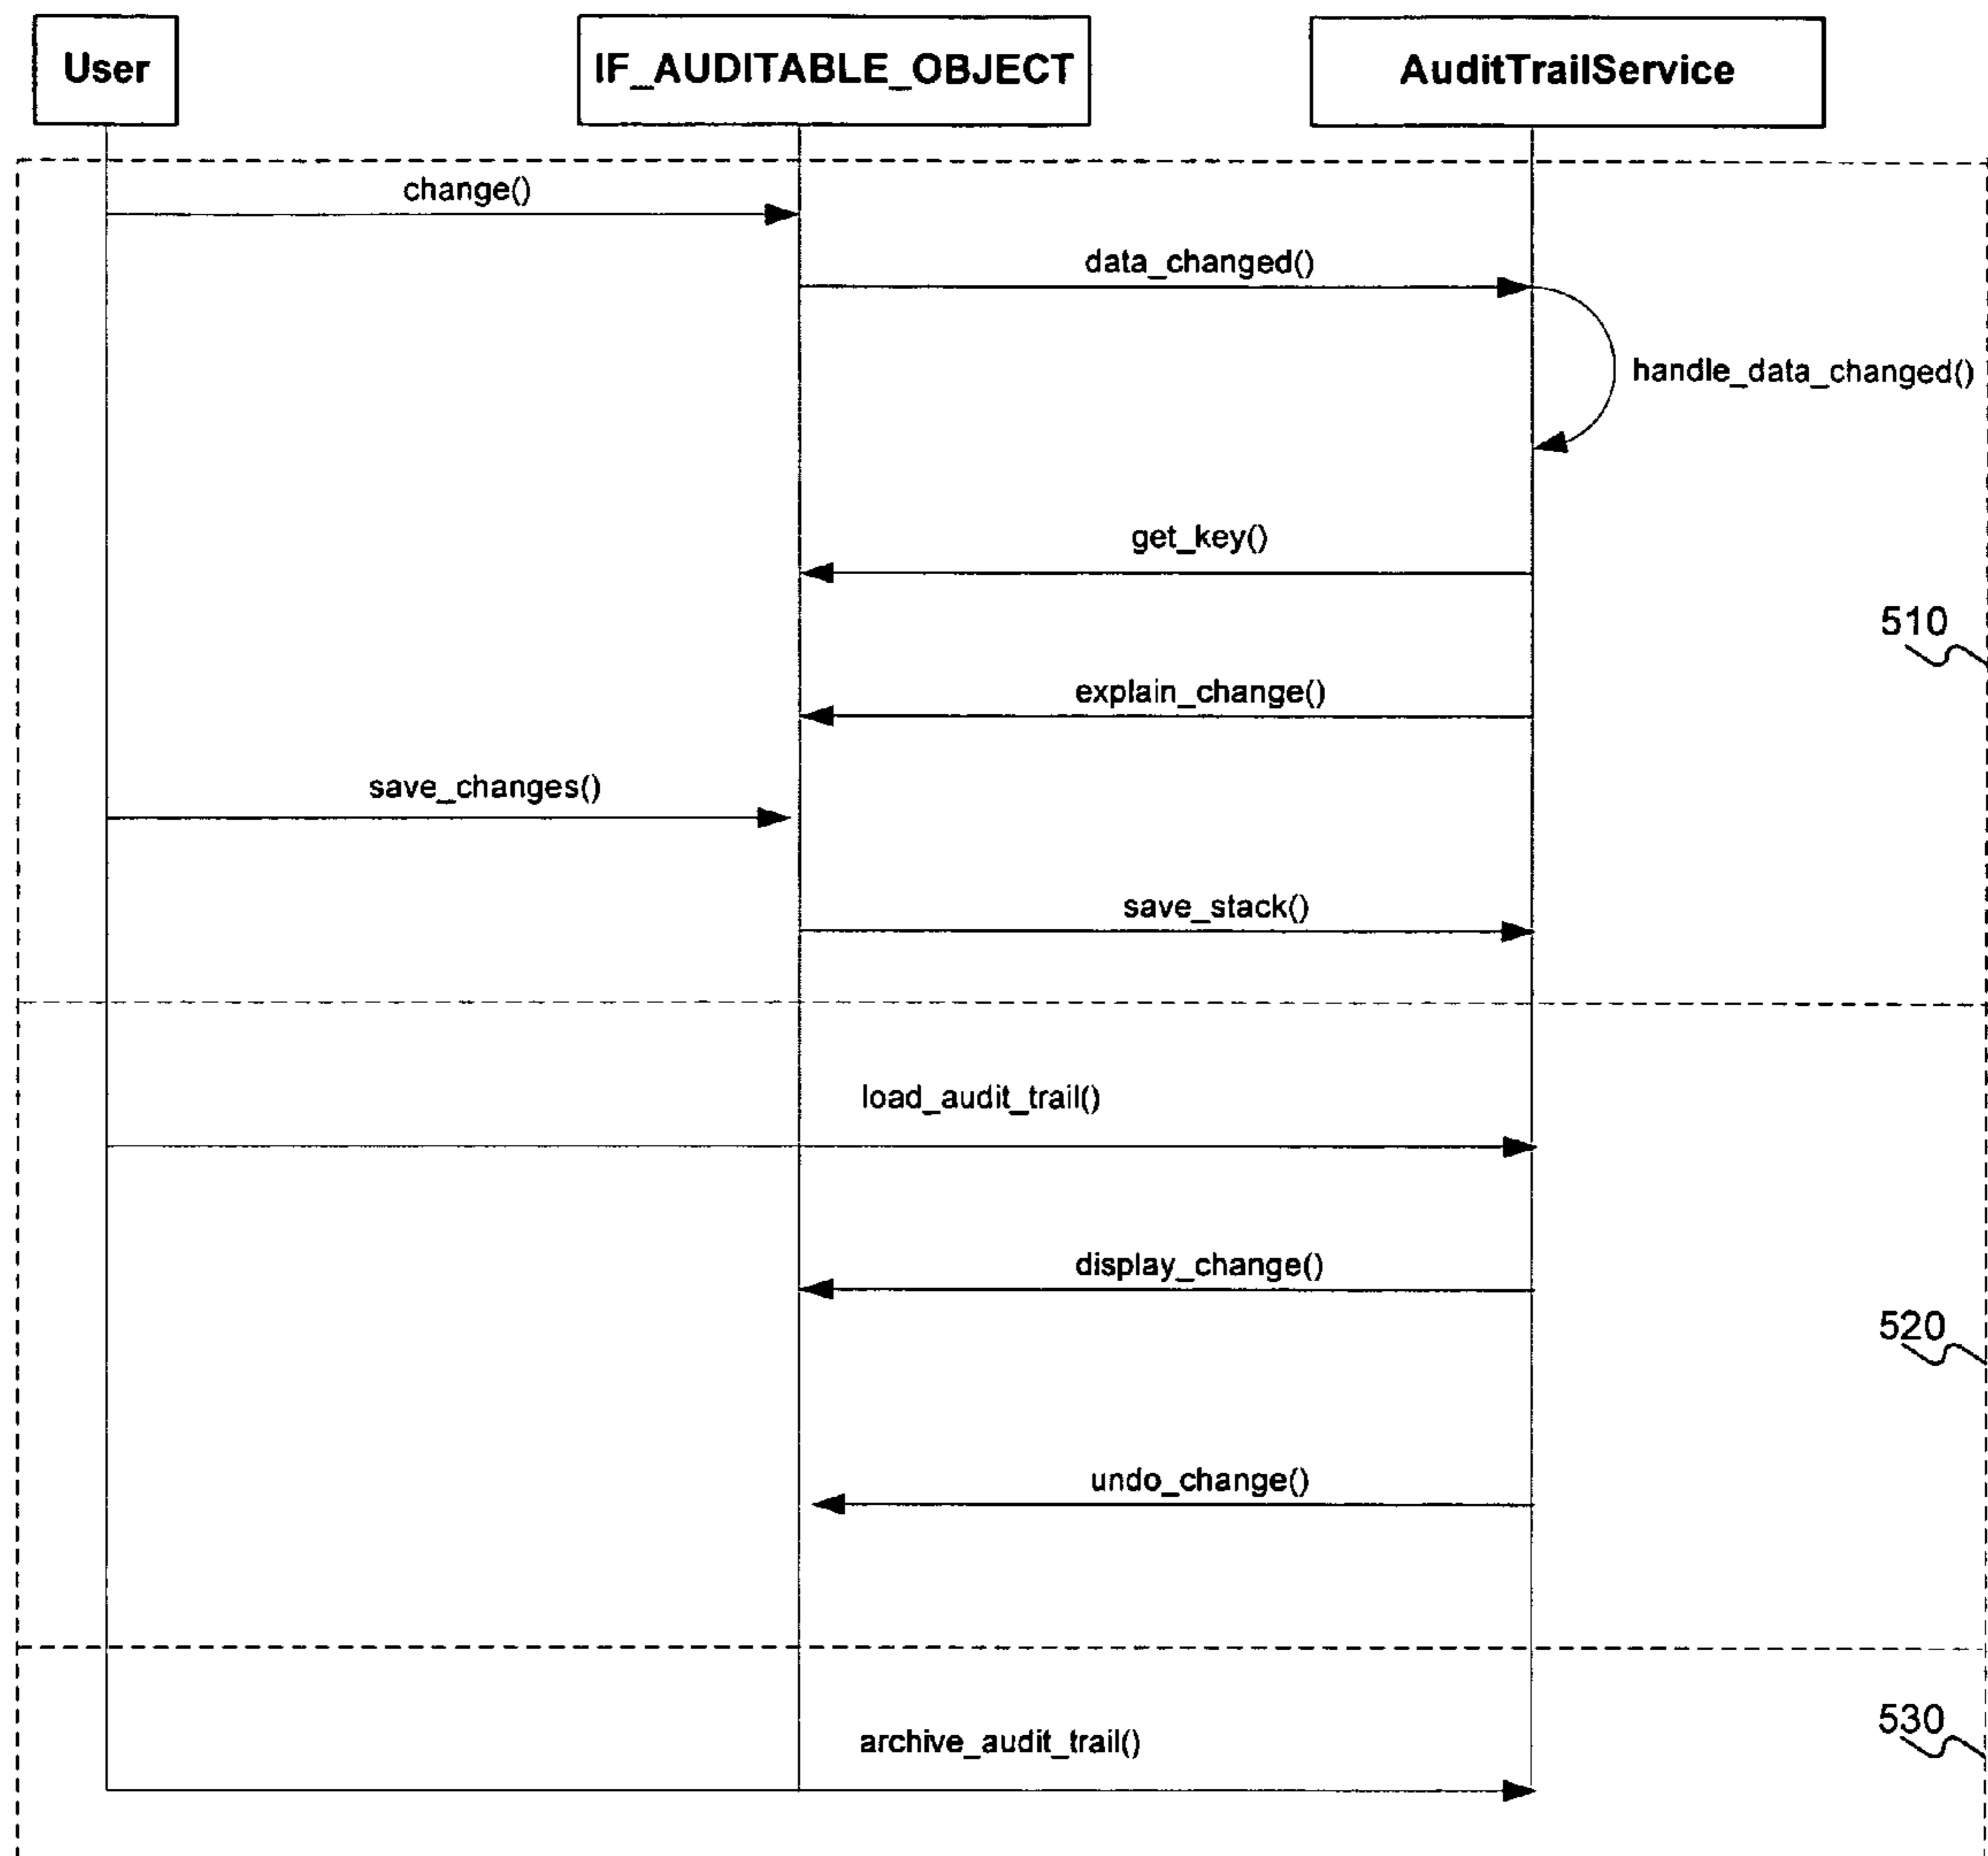 User
IF_AUDITABLE_OBJECT
AuditTrailService
change()
data_changed()
handle_data_changed()
get_key()
510
explain_change()
save_changes()
save_stack()
load_audit_trail()
display_change()
520
undo_change()
530
archive_audit_trail()